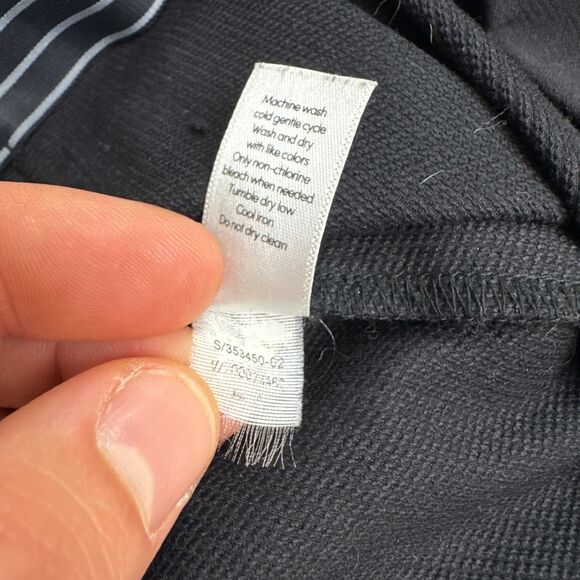 Machine wash
cold gentle cycle
Wash and dry
with like colors
Only non-chlorine
bleach when needed
Tumble dry low
Cool iron
Do not dry clean
S/353450-02